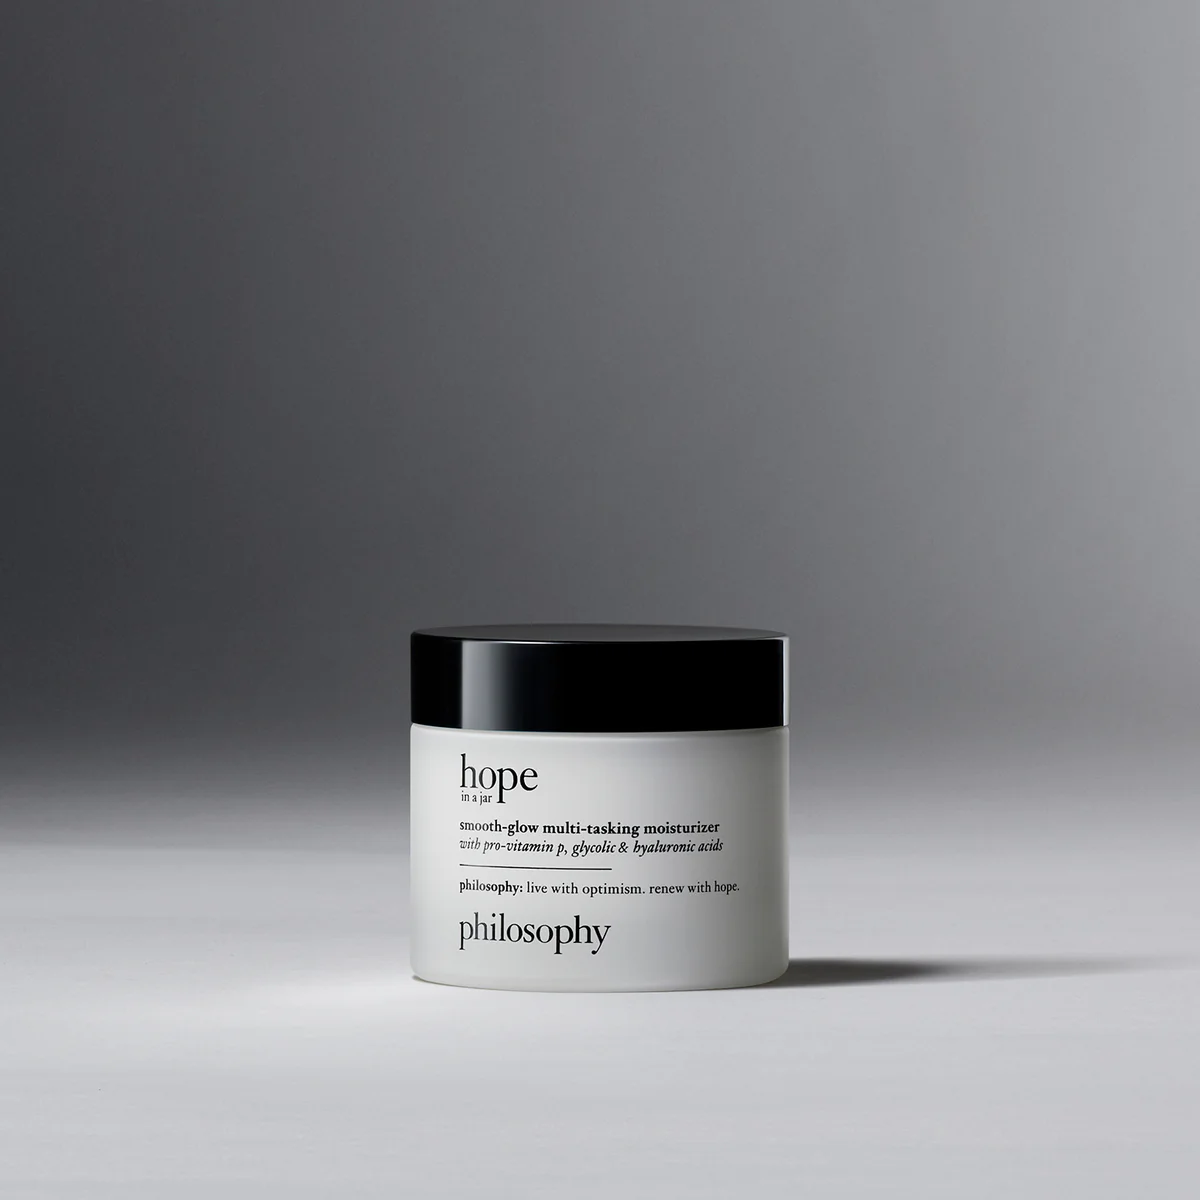 hope
in a jar
smooth-glow multi-tasking moisturizer
with pro-vitamin p, glycolic & hyaluronic acids
philosophy: live with optimism. renew with hope.
philosophy